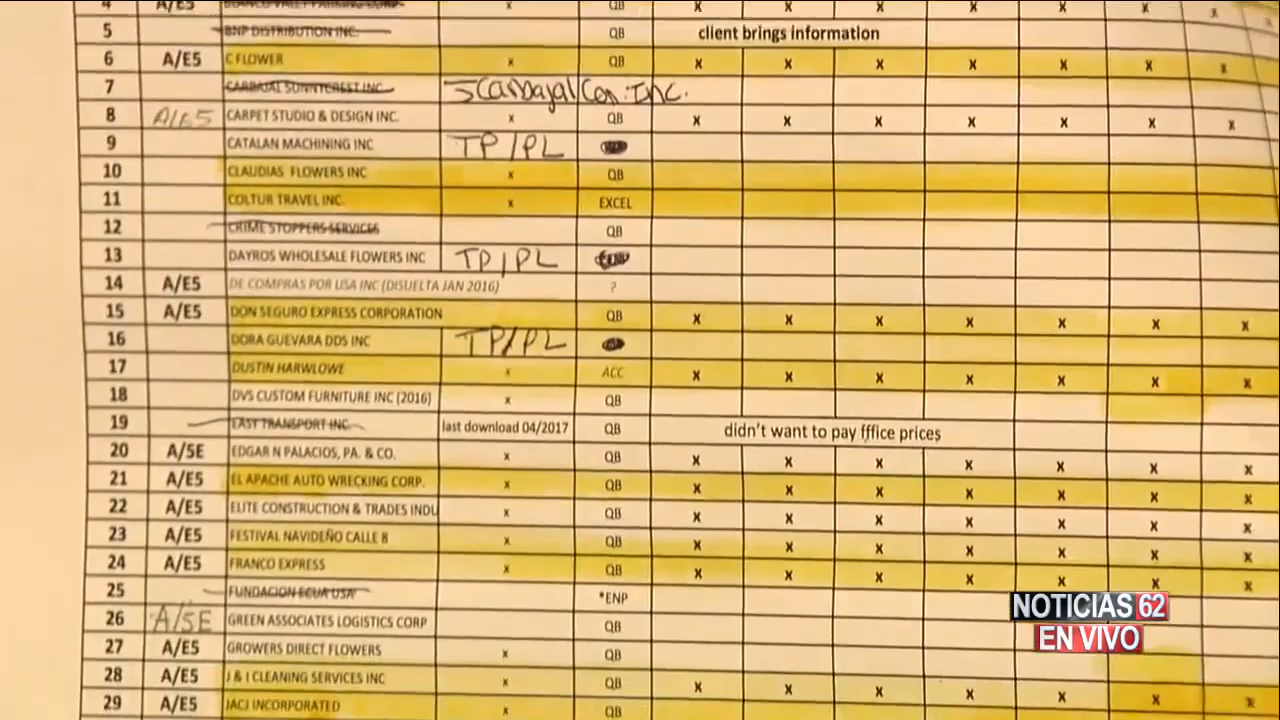 4 A/E5 x QB x x x x x x x
5 BNP DISTRIBUTION INC. QB client brings information
6 A/E5 C FLOWER x QB x x x x x x x
7 CARBAJAL SUNNYCREST INC 5Carbajal Con. Inc.
8 A/E5 CARPET STUDIO & DESIGN INC. x QB x x x x x x x
9 CATALAN MACHINING INC TP/PL
10 CLAUDIAS FLOWERS INC x QB
11 COLTUR TRAVEL INC. x EXCEL
12 CRIME STOPPERS SERVICES QB
13 DAYROS WHOLESALE FLOWERS INC TP/PL
14 A/E5 DE COMPRAS POR USA INC (DISUELTA JAN 2016) ?
15 A/E5 DON SEGURO EXPRESS CORPORATION QB x x x x x x x
16 DORA GUEVARA DDS INC TP/PL
17 DUSTIN HARWLOWE x ACC x x x x x x x
18 DVS CUSTOM FURNITURE INC (2016) x QB
19 EASY TRANSPORT INC. last download 04/2017 QB didn't want to pay fffice prices
20 A/5E EDGAR N PALACIOS, PA. & CO. x QB x x x x x x x
21 A/E5 EL APACHE AUTO WRECKING CORP. x QB x x x x x x x
22 A/E5 ELITE CONSTRUCTION & TRADES INDU x QB x x x x x x x
23 A/E5 FESTIVAL NAVIDEÑO CALLE 8 x QB x x x x x x x
24 A/E5 FRANCO EXPRESS x QB x x x x x x x
25 FUNDACION ECUA USA *ENP
26 A/5E GREEN ASSOCIATES LOGISTICS CORP QB
27 A/E5 GROWERS DIRECT FLOWERS x QB
28 A/E5 J & I CLEANING SERVICES INC x QB x x x x x x x
29 A/E5 JACJ INCORPORATED x QB
NOTICIAS 62
EN VIVO